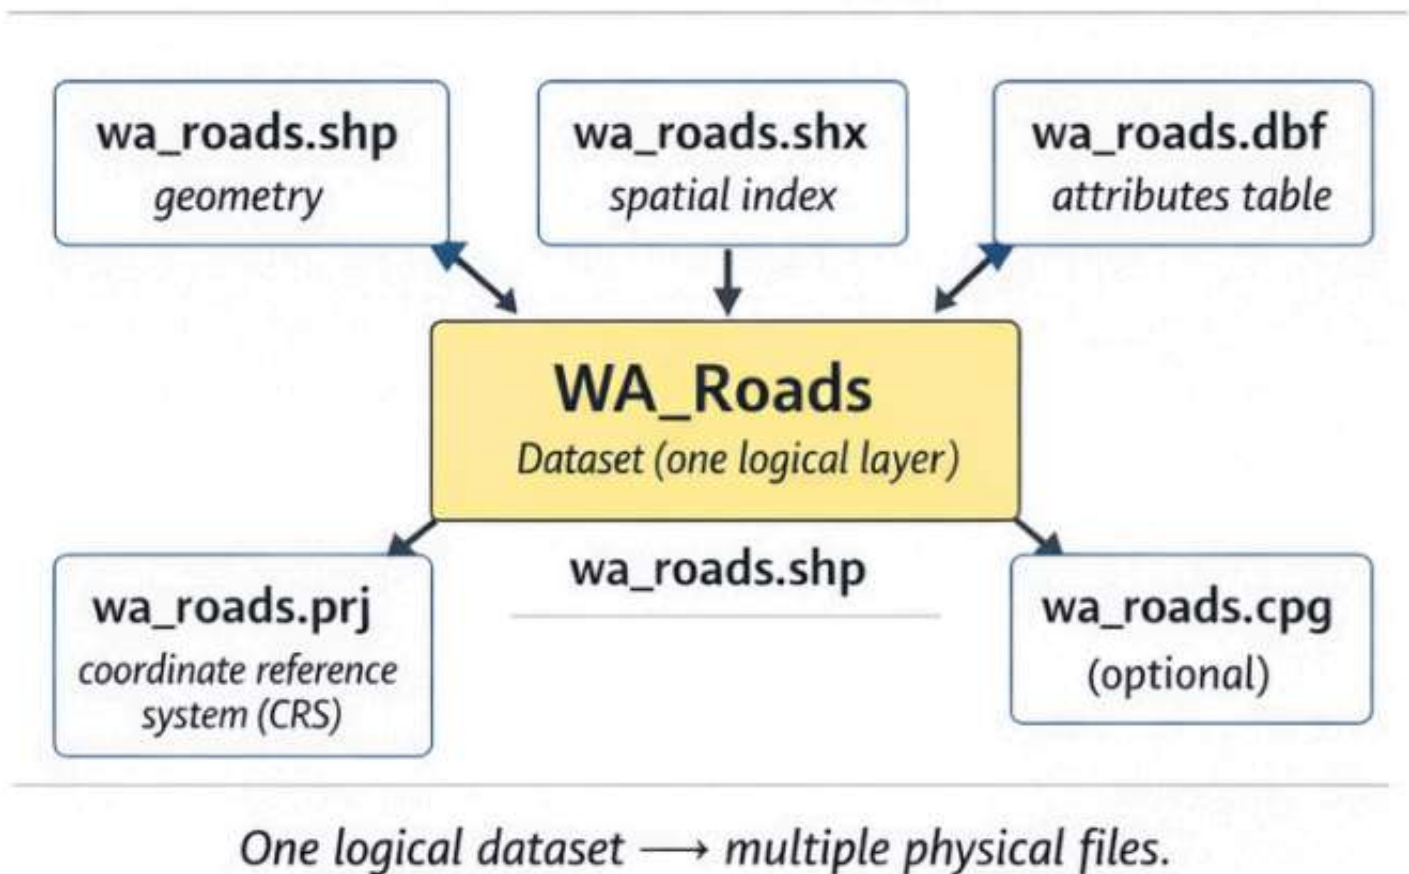 wa_roads.shp
geometry
wa_roads.shx
spatial index
wa_roads.dbf
attributes table
WA_Roads
Dataset (one logical layer)
wa_roads.shp
wa_roads.prj
coordinate reference
system (CRS)
wa_roads.cpg
(optional)
One logical dataset ⟶ multiple physical files.